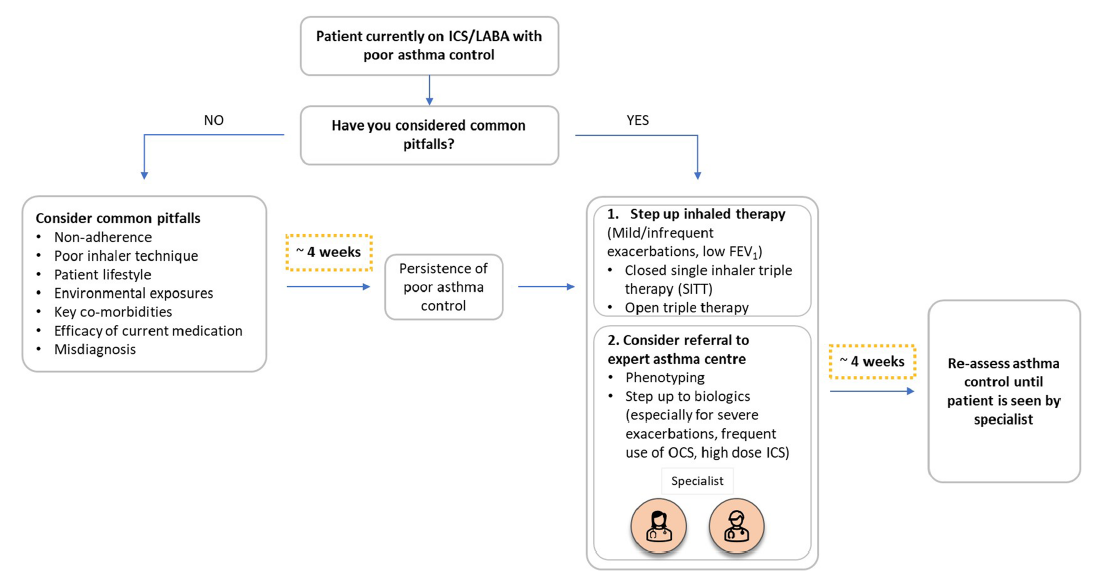 Patient currently on ICS/LABA with
poor asthma control
Have you considered common
pitfalls?
NO
YES
Consider common pitfalls
• Non-adherence
• Poor inhaler technique
• Patient lifestyle
• Environmental exposures
• Key co-morbidities
• Efficacy of current medication
• Misdiagnosis
~ 4 weeks
Persistence of
poor asthma
control
1. Step up inhaled therapy
(Mild/infrequent
exacerbations, low FEV₁)
• Closed single inhaler triple
therapy (SITT)
• Open triple therapy
2. Consider referral to
expert asthma centre
• Phenotyping
• Step up to biologics
(especially for severe
exacerbations, frequent
use of OCS, high dose ICS)
Specialist
~ 4 weeks
Re-assess asthma
control until
patient is seen by
specialist